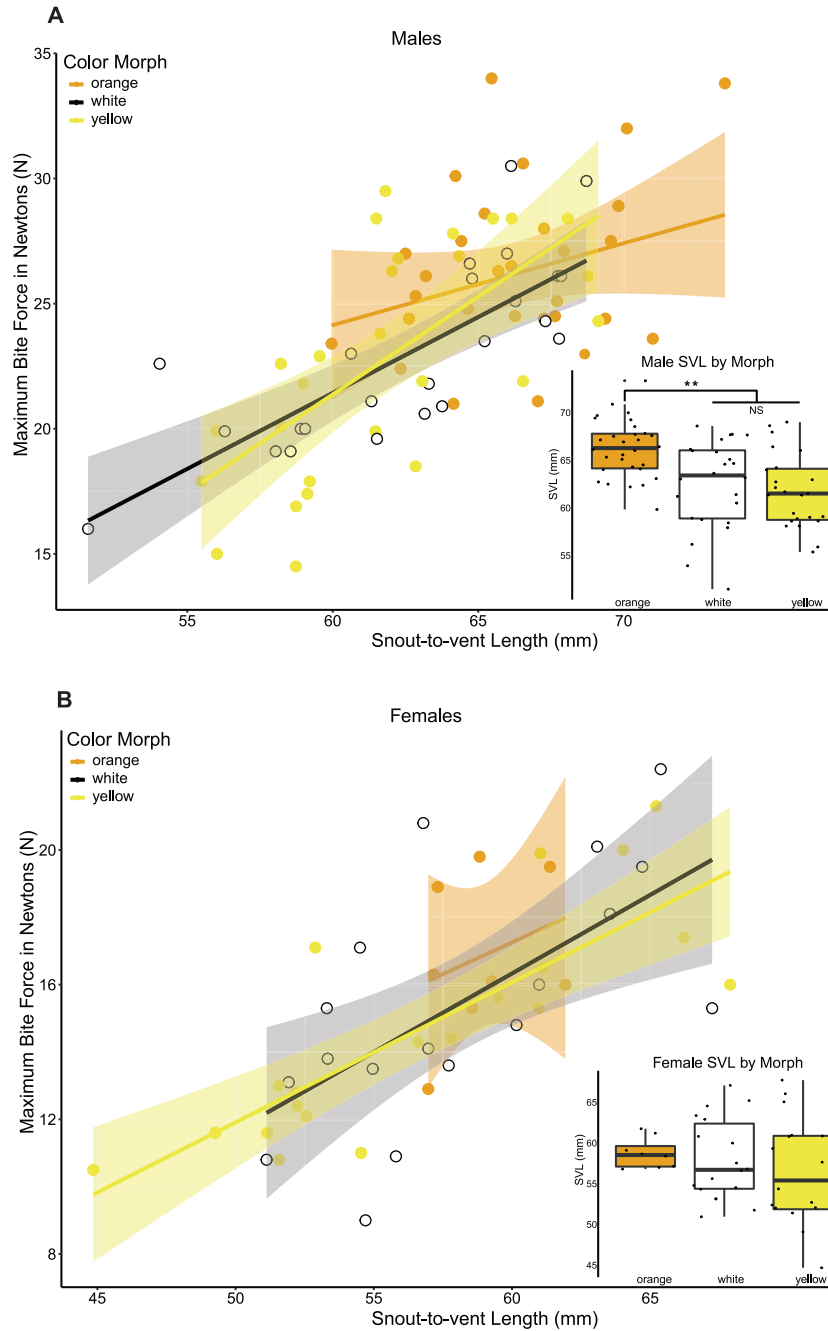 A
Males
Color Morph
orange
white
yellow
Maximum Bite Force in Newtons (N)
35
30
25
20
15
55
60
65
70
Snout-to-vent Length (mm)
Male SVL by Morph
**
NS
SVL (mm)
70
65
60
55
orange
white
yellow
B
Females
Color Morph
orange
white
yellow
Maximum Bite Force in Newtons (N)
20
16
12
8
45
50
55
60
65
Snout-to-vent Length (mm)
Female SVL by Morph
SVL (mm)
65
60
55
50
45
orange
white
yellow